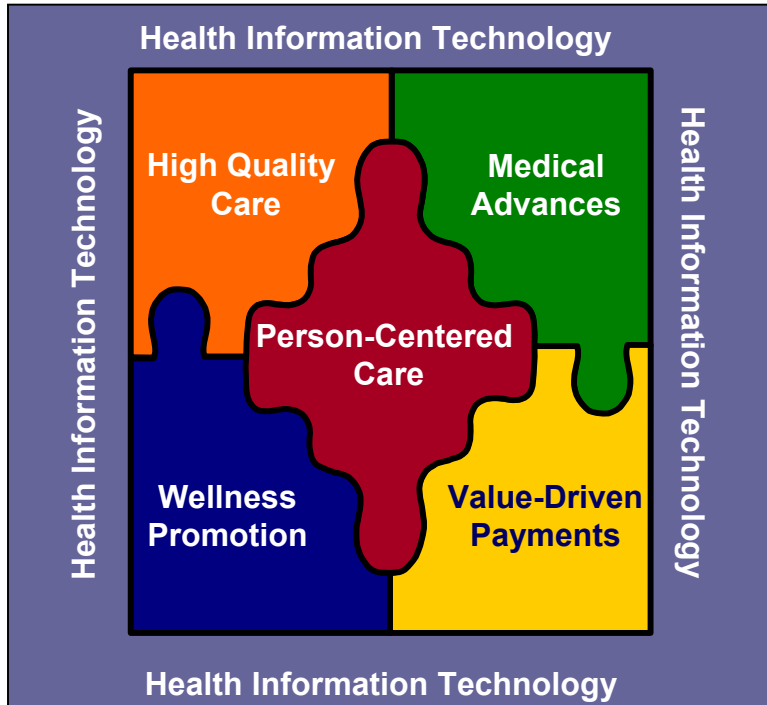 Health Information Technology
Health Information Technology
High Quality
Care
Medical
Advances
Health Information Technology
Person-Centered
Care
Wellness
Promotion
Value-Driven
Payments
Health Information Technology